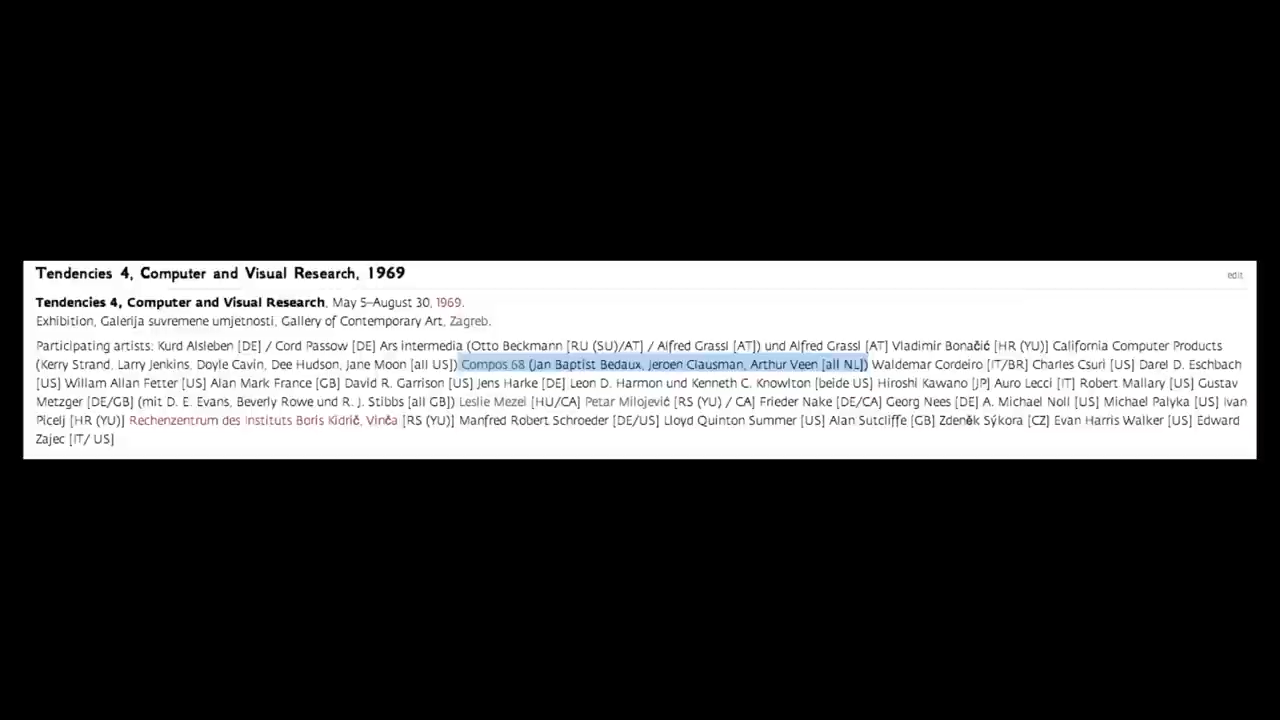 Tendencies 4, Computer and Visual Research, 1969
edit
Tendencies 4, Computer and Visual Research, May 5–August 30, 1969.
Exhibition, Galerija suvremene umjetnosti, Gallery of Contemporary Art, Zagreb.
Participating artists: Kurd Alsleben [DE] / Cord Passow [DE] Ars intermedia (Otto Beckmann [RU (SU)/AT] / Alfred Grassl [AT]) und Alfred Grassl [AT] Vladimir Bonačić [HR (YU)] California Computer Products
(Kerry Strand, Larry Jenkins, Doyle Cavin, Dee Hudson, Jane Moon [all US]) Compos 68 (Jan Baptist Bedaux, Jeroen Clausman, Arthur Veen [all NL]) Waldemar Cordeiro [IT/BR] Charles Csuri [US] Darel D. Eschbach
[US] Willam Allan Fetter [US] Alan Mark France [GB] David R. Garrison [US] Jens Harke [DE] Leon D. Harmon und Kenneth C. Knowlton [beide US] Hiroshi Kawano [JP] Auro Lecci [IT] Robert Mallary [US] Gustav
Metzger [DE/GB] (mit D. E. Evans, Beverly Rowe und R. J. Stibbs [all GB]) Leslie Mezei [HU/CA] Petar Milojević [RS (YU) / CA] Frieder Nake [DE/CA] Georg Nees [DE] A. Michael Noll [US] Michael Palyka [US] Ivan
Picelj [HR (YU)] Rechenzentrum des Instituts Boris Kidrič, Vinča [RS (YU)] Manfred Robert Schroeder [DE/US] Lloyd Quinton Summer [US] Alan Sutcliffe [GB] Zdeněk Sýkora [CZ] Evan Harris Walker [US] Edward
Zajec [IT/ US]